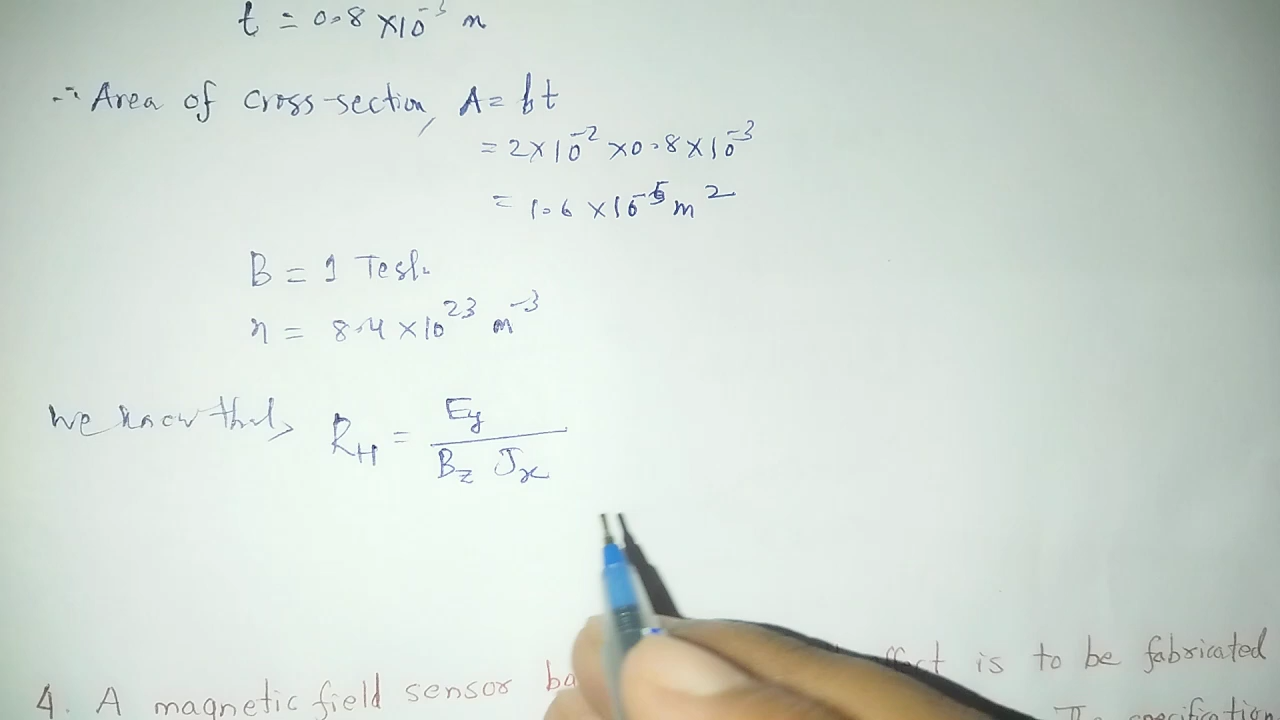 t = 0.8 × 10⁻³ m
∴ Area of cross-section, A = bt
= 2 × 10⁻² × 0.8 × 10⁻³
= 1.6 × 10⁻⁵ m²
B = 1 Tesla
n = 8.4 × 10²³ m⁻³
We know that, R_H = E_y / B_z J_x
4. A magnetic field sensor is to be fabricated